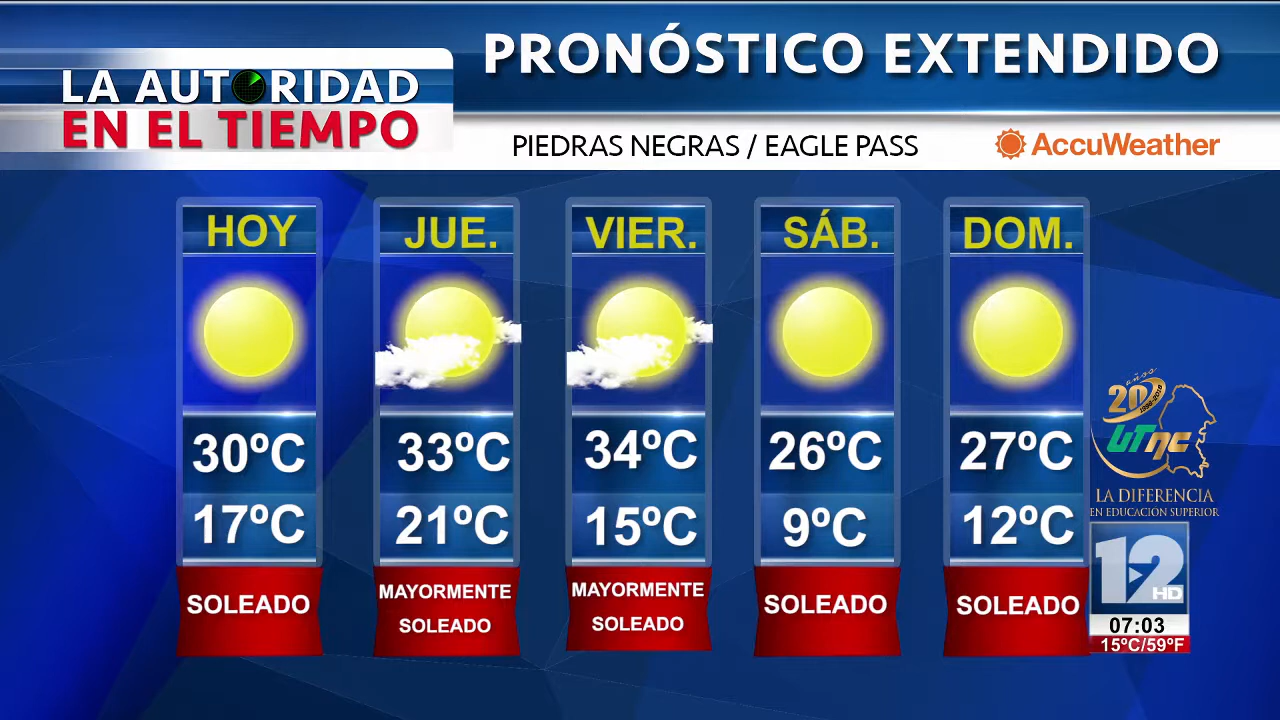 PRONÓSTICO EXTENDIDO
LA AUTORIDAD
EN EL TIEMPO
PIEDRAS NEGRAS / EAGLE PASS
AccuWeather
HOY
JUE.
VIER.
SÁB.
DOM.
30ºC
33ºC
34ºC
26ºC
27ºC
17ºC
21ºC
15ºC
9ºC
12ºC
SOLEADO
MAYORMENTE
SOLEADO
MAYORMENTE
SOLEADO
SOLEADO
SOLEADO
años
20
UTNC
LA DIFERENCIA
EN EDUCACIÓN SUPERIOR
12
HD
07:03
15ºC/59ºF